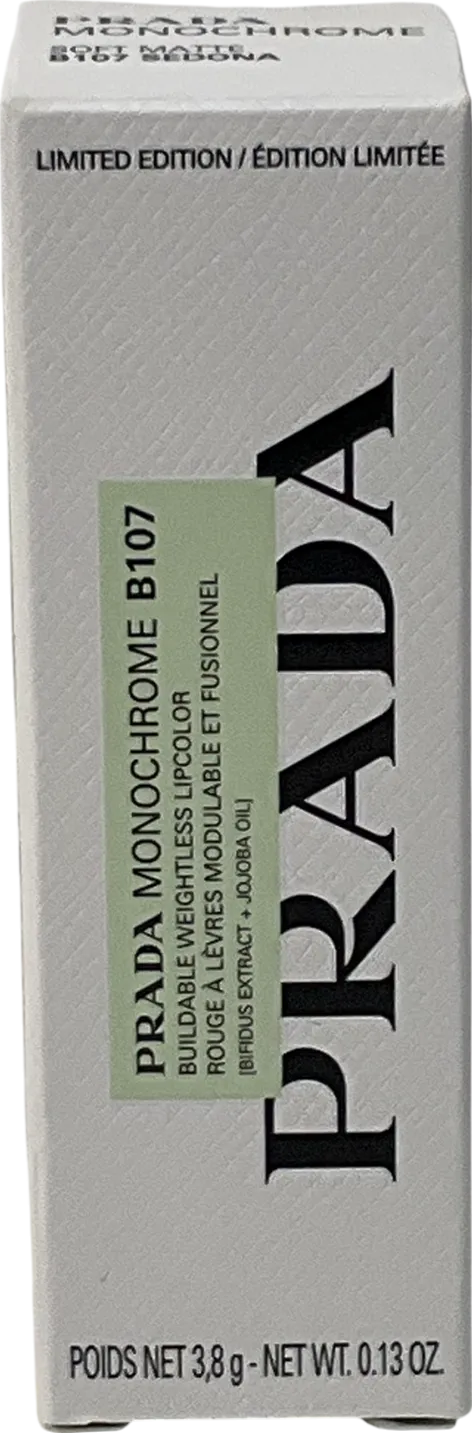 PRADA
MONOCHROME
SOFT MATTE
B107 SEDONA
LIMITED EDITION / ÉDITION LIMITÉE
PRADA MONOCHROME B107
BUILDABLE WEIGHTLESS LIPCOLOR
ROUGE À LÈVRES MODULABLE ET FUSIONNEL
[BIFIDUS EXTRACT + JOJOBA OIL]
PRADA
POIDS NET 3,8 g - NET WT. 0.13 OZ.